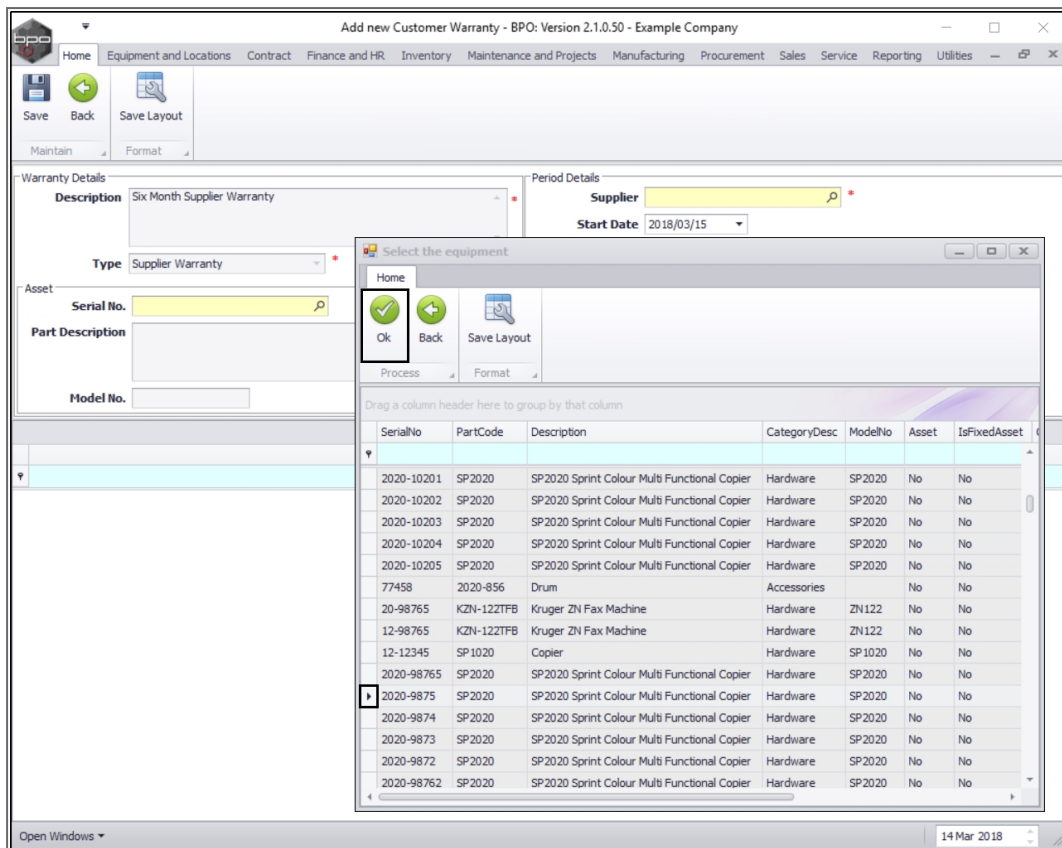 bpo
Add new Customer Warranty - BPO: Version 2.1.0.50 - Example Company
Home Equipment and Locations Contract Finance and HR Inventory Maintenance and Projects Manufacturing Procurement Sales Service Reporting Utilities
Save Back Save Layout
Maintain Format
Warranty Details
Description Six Month Supplier Warranty *
Type Supplier Warranty *
Asset
Serial No.
Part Description
Model No.
Period Details
Supplier *
Start Date 2018/03/15
Select the equipment
Home
Ok Back Save Layout
Process Format
Drag a column header here to group by that column
SerialNo PartCode Description CategoryDesc ModelNo Asset IsFixedAsset
2020-10201 SP2020 SP2020 Sprint Colour Multi Functional Copier Hardware SP2020 No No
2020-10202 SP2020 SP2020 Sprint Colour Multi Functional Copier Hardware SP2020 No No
2020-10203 SP2020 SP2020 Sprint Colour Multi Functional Copier Hardware SP2020 No No
2020-10204 SP2020 SP2020 Sprint Colour Multi Functional Copier Hardware SP2020 No No
2020-10205 SP2020 SP2020 Sprint Colour Multi Functional Copier Hardware SP2020 No No
77458 2020-856 Drum Accessories No No
20-98765 KZN-122TFB Kruger ZN Fax Machine Hardware ZN122 No No
12-98765 KZN-122TFB Kruger ZN Fax Machine Hardware ZN122 No No
12-12345 SP1020 Copier Hardware SP1020 No No
2020-98765 SP2020 SP2020 Sprint Colour Multi Functional Copier Hardware SP2020 No No
2020-9875 SP2020 SP2020 Sprint Colour Multi Functional Copier Hardware SP2020 No No
2020-9874 SP2020 SP2020 Sprint Colour Multi Functional Copier Hardware SP2020 No No
2020-9873 SP2020 SP2020 Sprint Colour Multi Functional Copier Hardware SP2020 No No
2020-9872 SP2020 SP2020 Sprint Colour Multi Functional Copier Hardware SP2020 No No
2020-98762 SP2020 SP2020 Sprint Colour Multi Functional Copier Hardware SP2020 No No
Open Windows 14 Mar 2018